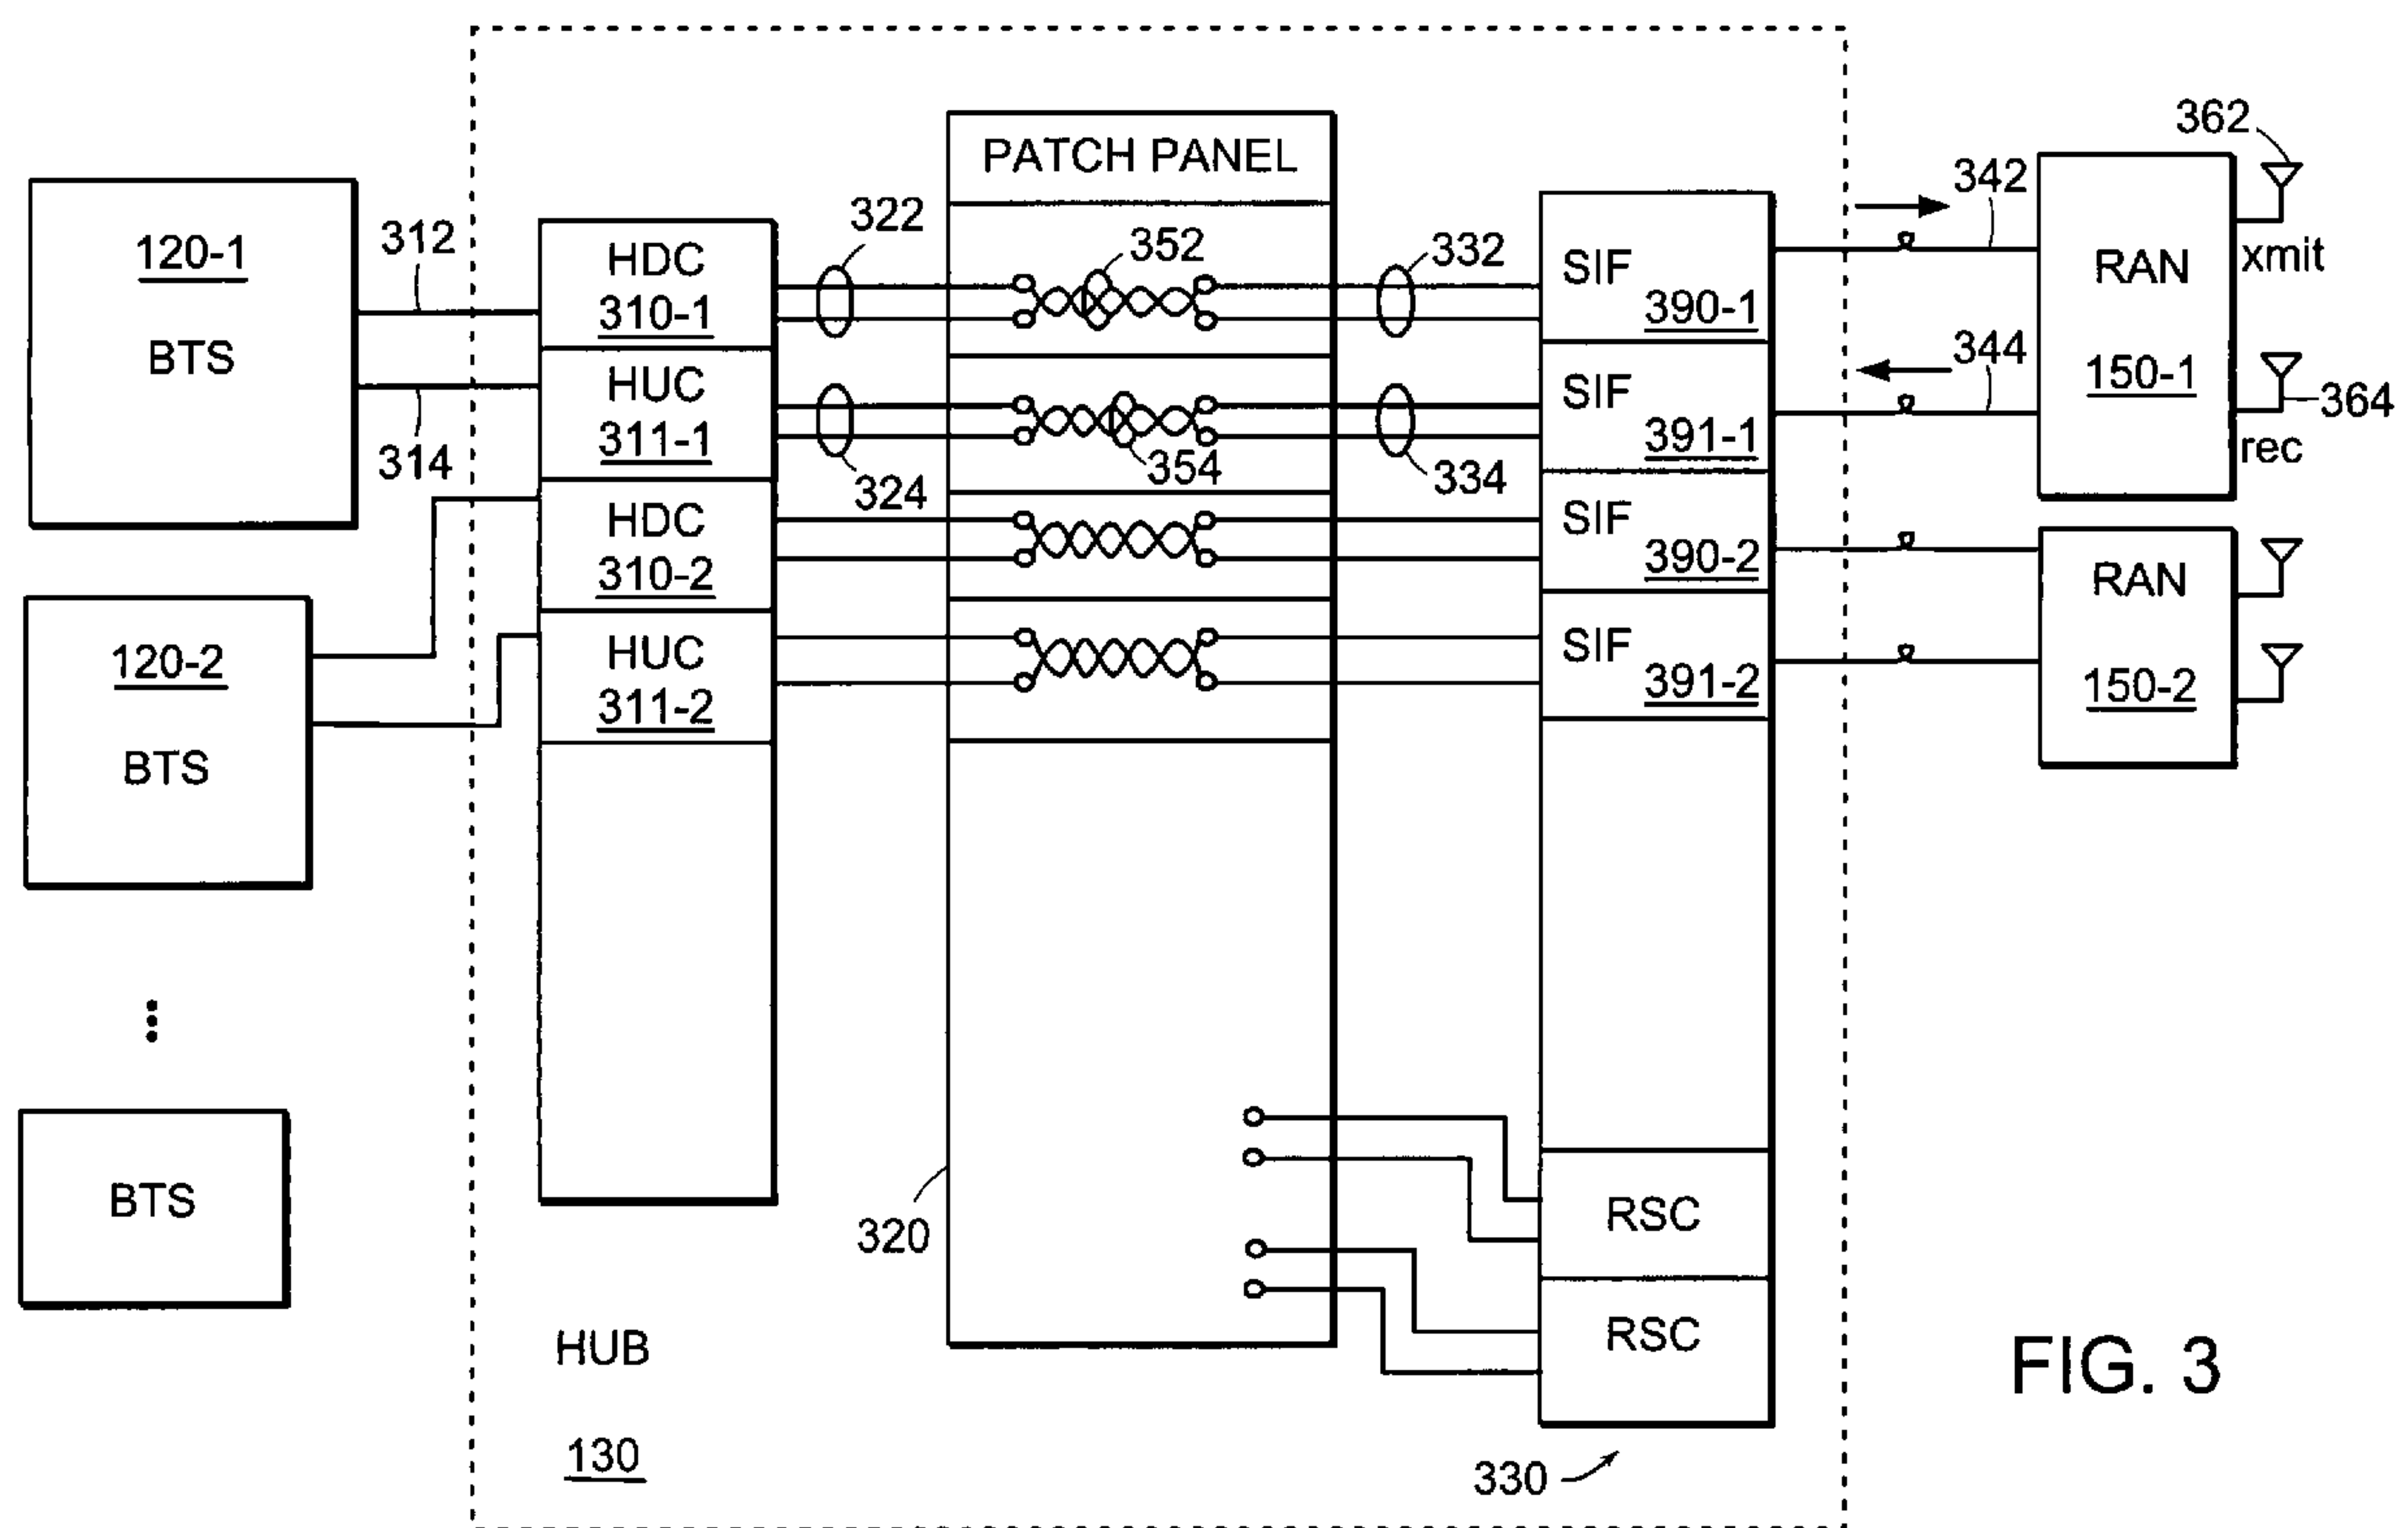 120-1
BTS
312
314
120-2
BTS
BTS
HDC
310-1
HUC
311-1
HDC
310-2
HUC
311-2
322
324
PATCH PANEL
352
354
320
332
334
SIF
390-1
SIF
391-1
SIF
390-2
SIF
391-2
RSC
RSC
330
HUB
130
342
344
RAN
150-1
362
xmit
364
rec
RAN
150-2
FIG. 3